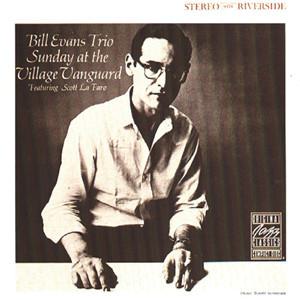 STEREO RIVERSIDE
Bill Evans Trio
Sunday at the
Village Vanguard
Featuring Scott La Faro
ORIGINAL
Jazz
CLASSICS